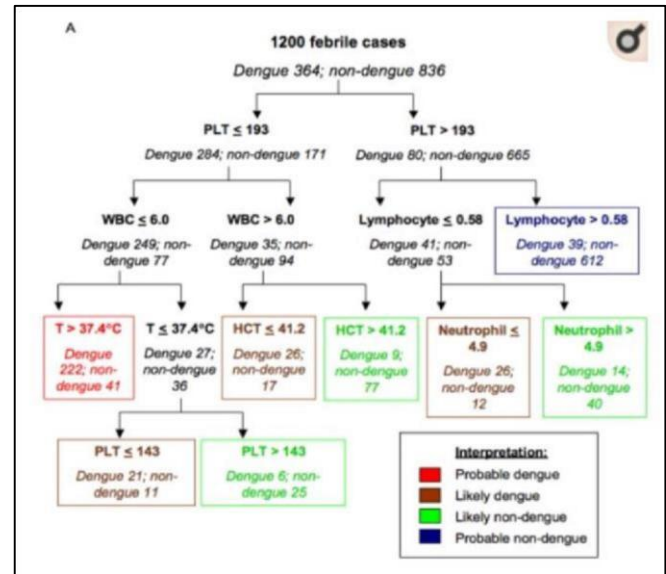 A
1200 febrile cases
Dengue 364; non-dengue 836
PLT ≤ 193
Dengue 284; non-dengue 171
PLT > 193
Dengue 80; non-dengue 665
WBC ≤ 6.0
Dengue 249; non-
dengue 77
WBC > 6.0
Dengue 35; non-
dengue 94
Lymphocyte ≤ 0.58
Dengue 41; non-
dengue 53
Lymphocyte > 0.58
Dengue 39; non-
dengue 612
T > 37.4°C
Dengue
222; non-
dengue 41
T ≤ 37.4°C
Dengue 27;
non-dengue
36
HCT ≤ 41.2
Dengue 26;
non-dengue
17
HCT > 41.2
Dengue 9;
non-dengue
77
Neutrophil ≤
4.9
Dengue 26;
non-dengue
12
Neutrophil >
4.9
Dengue 14;
non-dengue
40
PLT ≤ 143
Dengue 21; non-
dengue 11
PLT > 143
Dengue 6; non-
dengue 25
Interpretation:
Probable dengue
Likely dengue
Likely non-dengue
Probable non-dengue